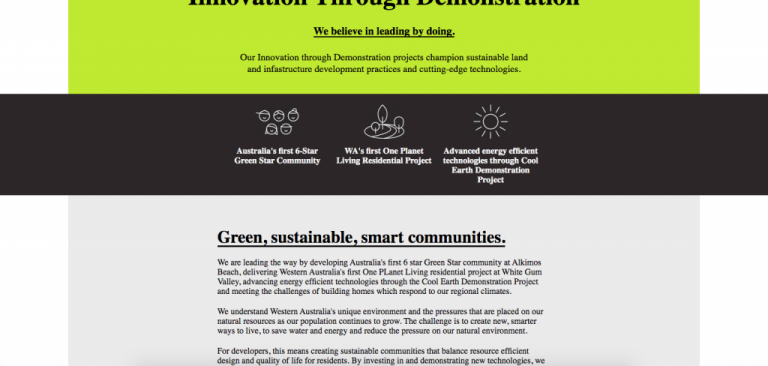 Innovation Through Demonstration
We believe in leading by doing.
Our Innovation through Demonstration projects champion sustainable land
and infastructure development practices and cutting-edge technologies.
Australia's first 6-Star
Green Star Community
WA's first One Planet
Living Residential Project
Advanced energy efficient
technologies through Cool
Earth Demonstration
Project
Green, sustainable, smart communities.
We are leading the way by developing Australia's first 6 star Green Star community at Alkimos
Beach, delivering Western Australia's first One PLanet Living residential project at White Gum
Valley, advancing energy efficient technologies through the Cool Earth Demonstration Project
and meeting the challenges of building homes which respond to our regional climates.
We understand Western Australia's unique environment and the pressures that are placed on our
natural resources as our population continues to grow. The challenge is to create new, smarter
ways to live, to save water and energy and reduce the pressure on our natural environment.
For developers, this means creating sustainable communities that balance resource efficient
design and quality of life for residents. By investing in and demonstrating new technologies, we